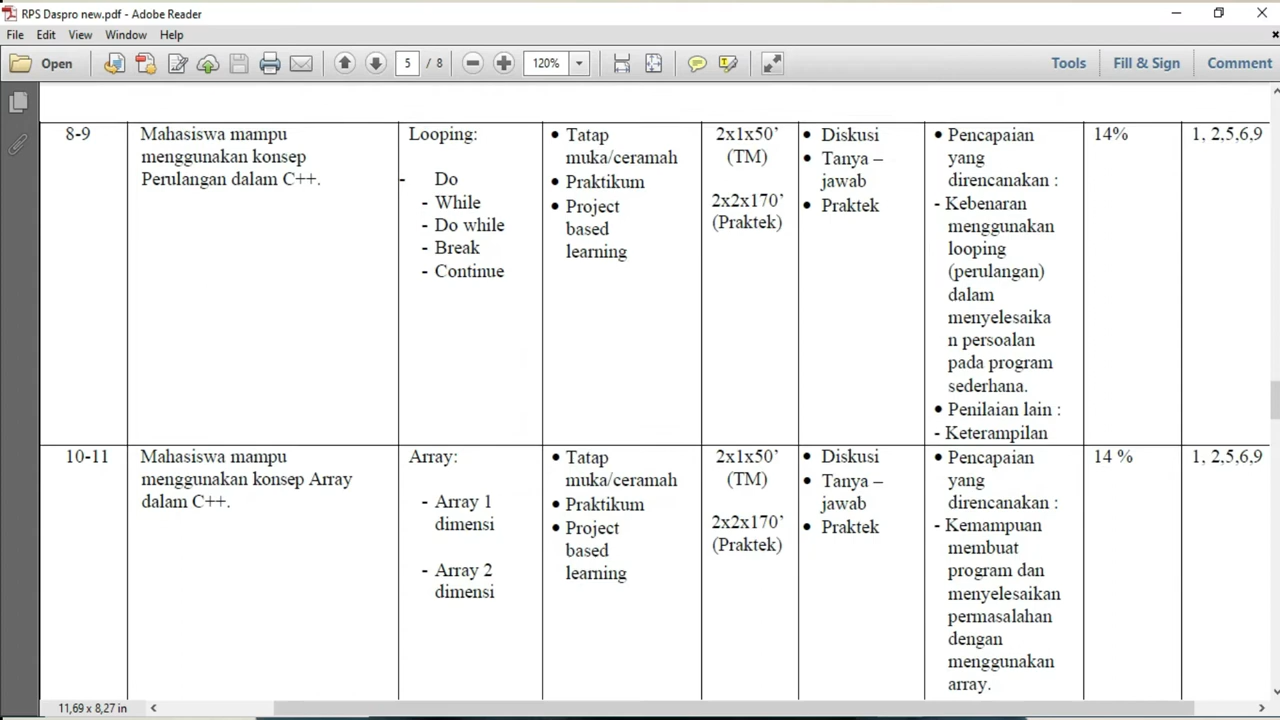 RPS Daspro new.pdf - Adobe Reader
File Edit View Window Help
Open 5 / 8 120% Tools Fill & Sign Comment
8-9
Mahasiswa mampu
menggunakan konsep
Perulangan dalam C++.
Looping:
- Do
- While
- Do while
- Break
- Continue
• Tatap
muka/ceramah
• Praktikum
• Project
based
learning
2x1x50’
(TM)
2x2x170’
(Praktek)
• Diskusi
• Tanya –
jawab
• Praktek
• Pencapaian
yang
direncanakan :
- Kebenaran
menggunakan
looping
(perulangan)
dalam
menyelesaika
n persoalan
pada program
sederhana.
• Penilaian lain :
- Keterampilan
14%
1, 2,5,6,9
10-11
Mahasiswa mampu
menggunakan konsep Array
dalam C++.
Array:
- Array 1
dimensi
- Array 2
dimensi
• Tatap
muka/ceramah
• Praktikum
• Project
based
learning
2x1x50’
(TM)
2x2x170’
(Praktek)
• Diskusi
• Tanya –
jawab
• Praktek
• Pencapaian
yang
direncanakan :
- Kemampuan
membuat
program dan
menyelesaikan
permasalahan
dengan
menggunakan
array.
14 %
1, 2,5,6,9
11,69 x 8,27 in